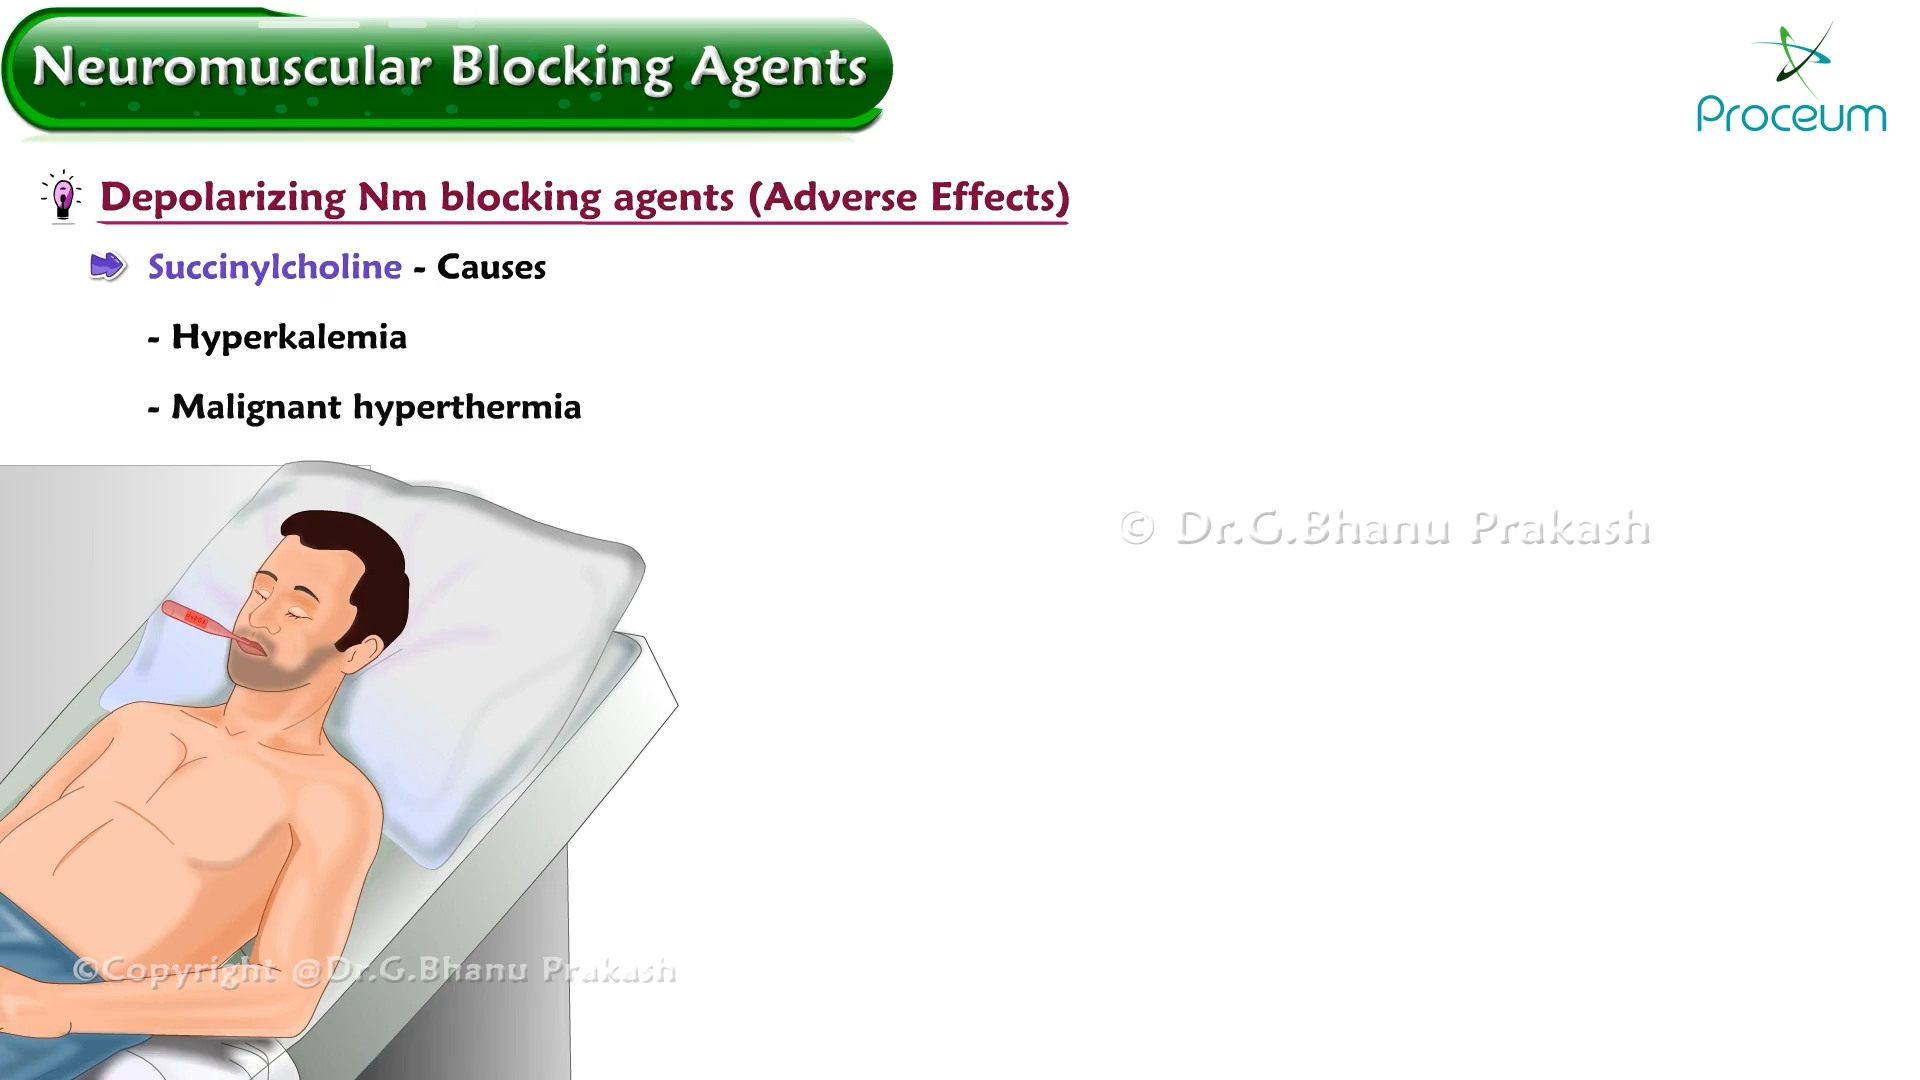 Neuromuscular Blocking Agents
Proceum
Depolarizing Nm blocking agents (Adverse Effects)
Succinylcholine - Causes
- Hyperkalemia
- Malignant hyperthermia
© Dr.G.Bhanu Prakash
©Copyright @Dr.G.Bhanu Prakash